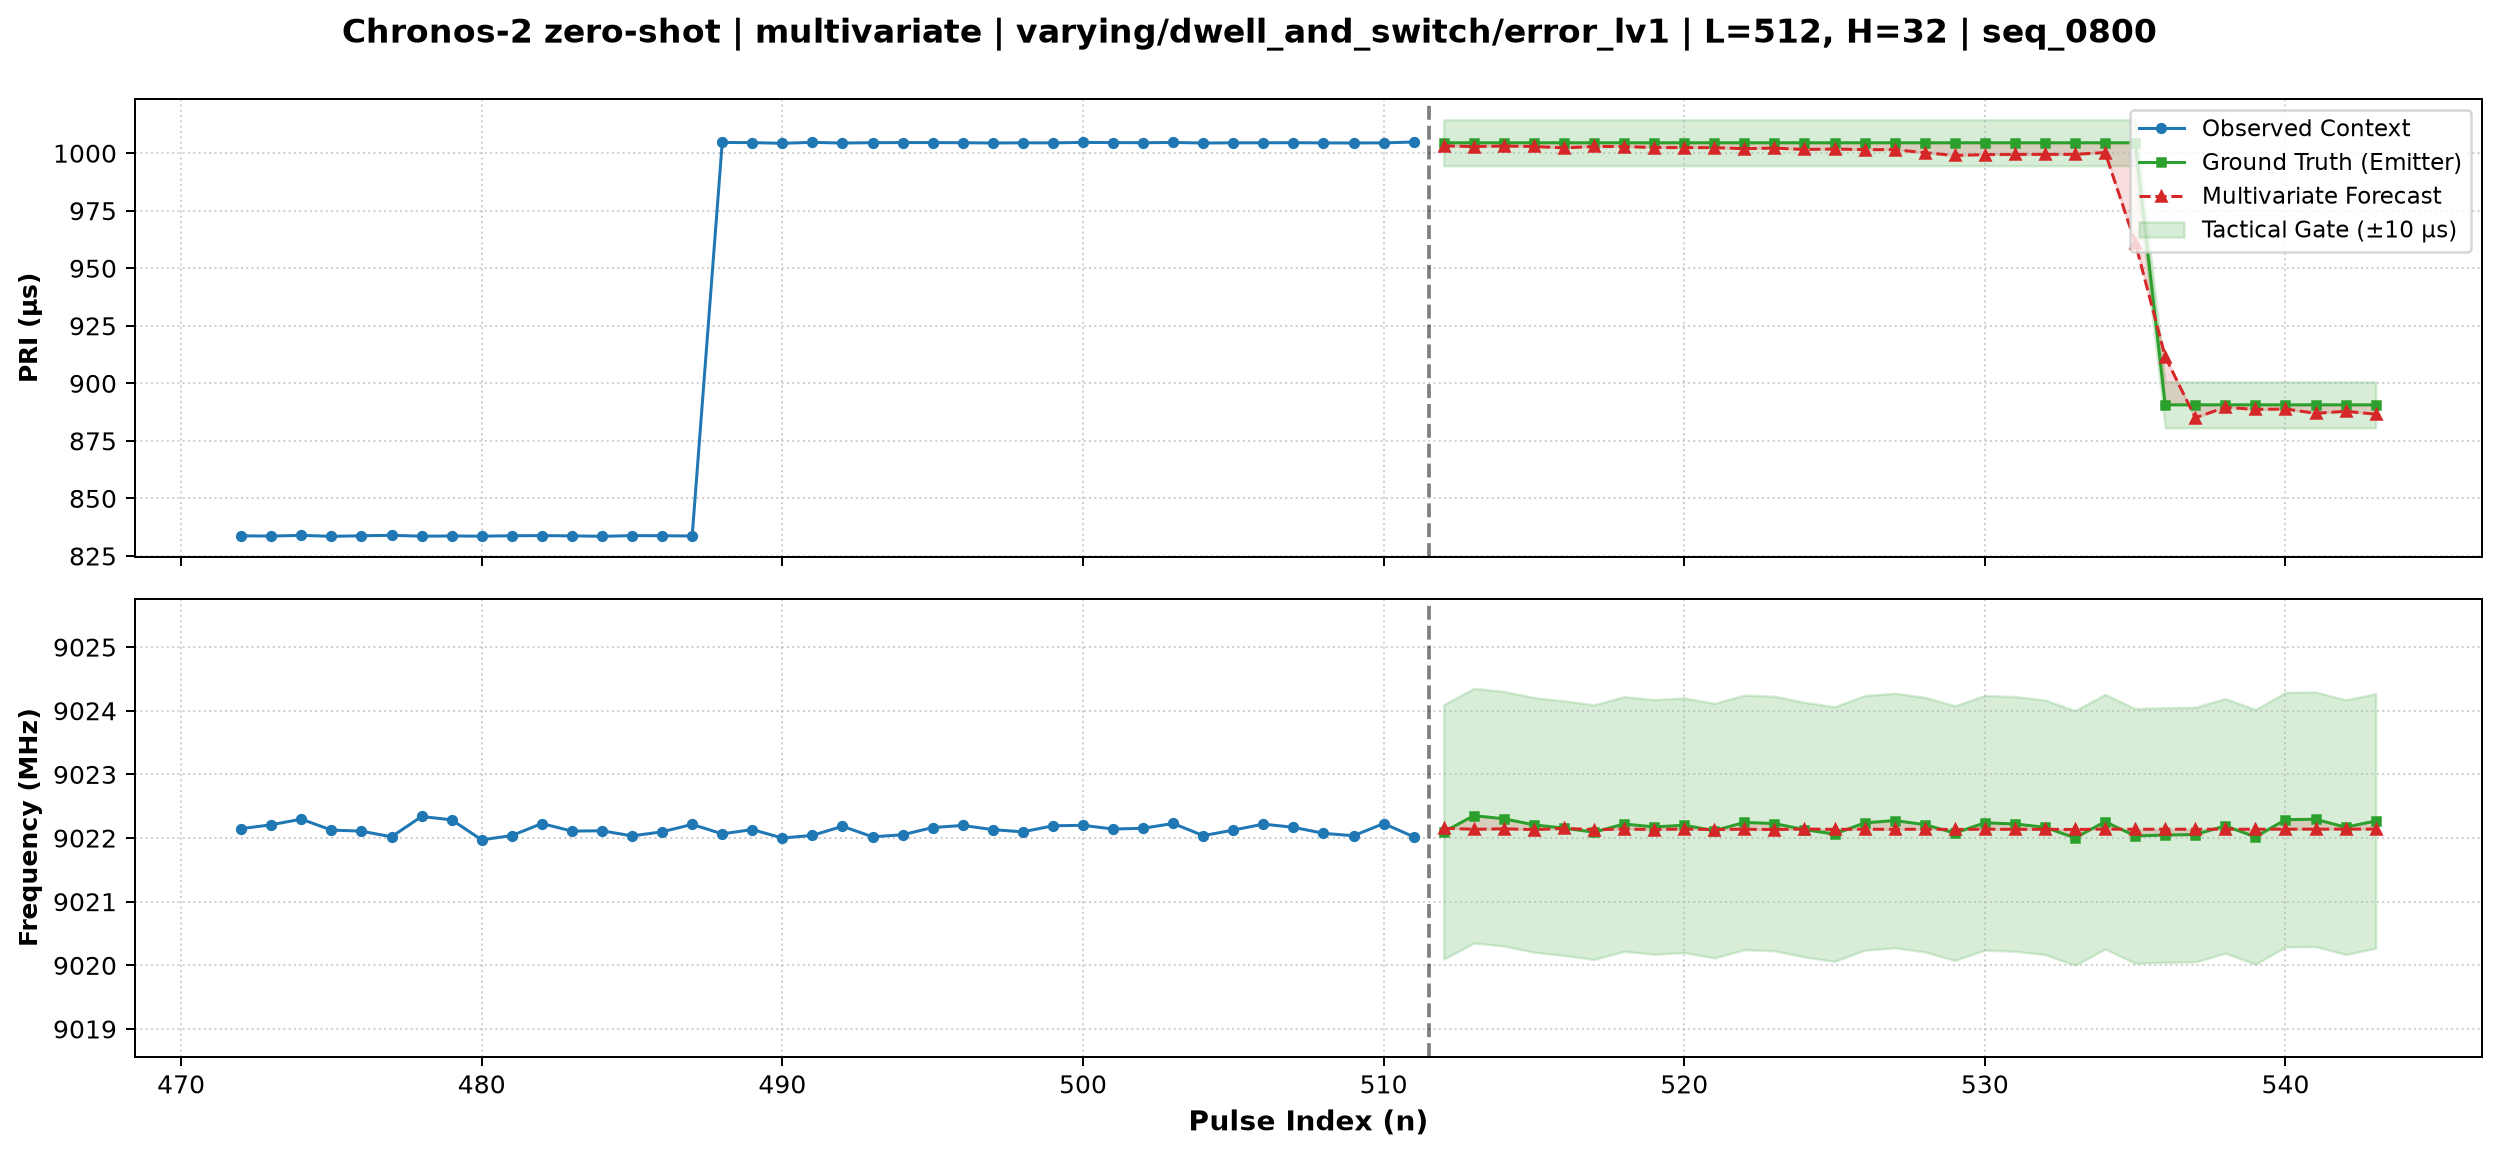 Chronos-2 zero-shot | multivariate | varying/dwell_and_switch/error_lv1 | L=512, H=32 | seq_0800
PRI (µs)
1000
975
950
925
900
875
850
825
Observed Context
Ground Truth (Emitter)
Multivariate Forecast
Tactical Gate (±10 µs)
Frequency (MHz)
9025
9024
9023
9022
9021
9020
9019
470 480 490 500 510 520 530 540
Pulse Index (n)